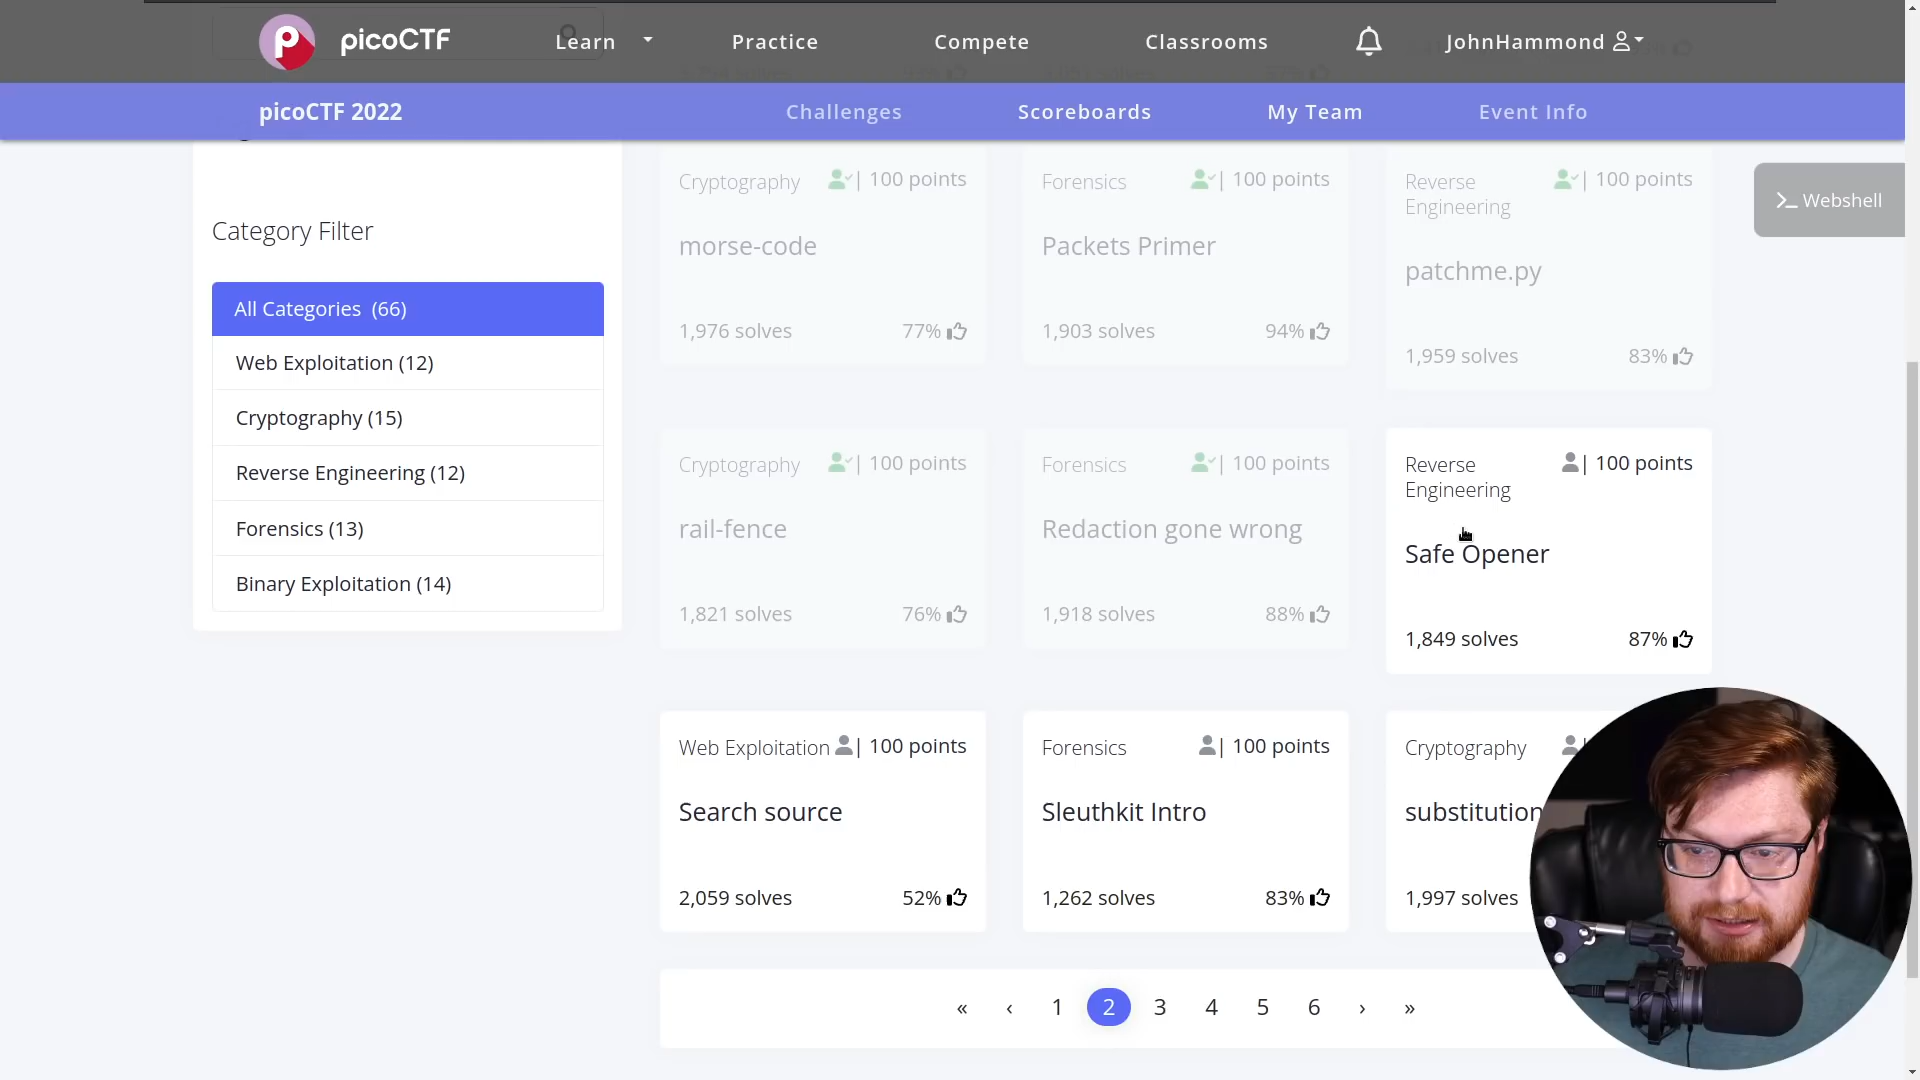 picoCTF
Learn
Practice
Compete
Classrooms
JohnHammond
picoCTF 2022
Challenges
Scoreboards
My Team
Event Info
Webshell
Category Filter
All Categories (66)
Web Exploitation (12)
Cryptography (15)
Reverse Engineering (12)
Forensics (13)
Binary Exploitation (14)
Cryptography | 100 points
morse-code
1,976 solves 77%
Forensics | 100 points
Packets Primer
1,903 solves 94%
Reverse | 100 points
Engineering
patchme.py
1,959 solves 83%
Cryptography | 100 points
rail-fence
1,821 solves 76%
Forensics | 100 points
Redaction gone wrong
1,918 solves 88%
Reverse | 100 points
Engineering
Safe Opener
1,849 solves 87%
Web Exploitation | 100 points
Search source
2,059 solves 52%
Forensics | 100 points
Sleuthkit Intro
1,262 solves 83%
Cryptography
substitution
1,997 solves
« ‹ 1 2 3 4 5 6 › »